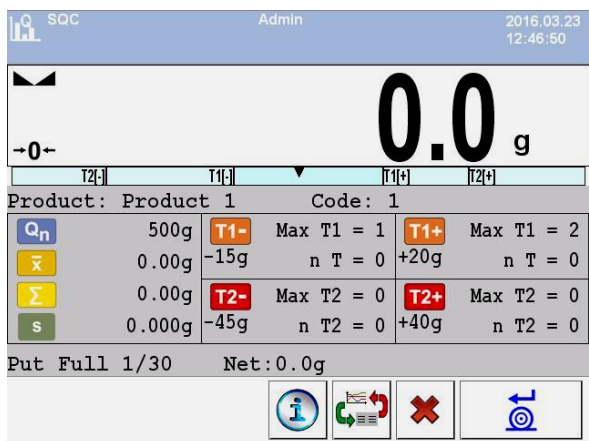 SQC Admin 2016.03.23
12:46:50
0.0 g
→0←
T2[-] T1[-] T1[+] T2[+]
Product: Product 1 Code: 1
Qn 500g T1- Max T1 = 1 T1+ Max T1 = 2
x̄ 0.00g -15g n T = 0 +20g n T = 0
Σ 0.00g T2- Max T2 = 0 T2+ Max T2 = 0
s 0.000g -45g n T2 = 0 +40g n T2 = 0
Put Full 1/30 Net:0.0g